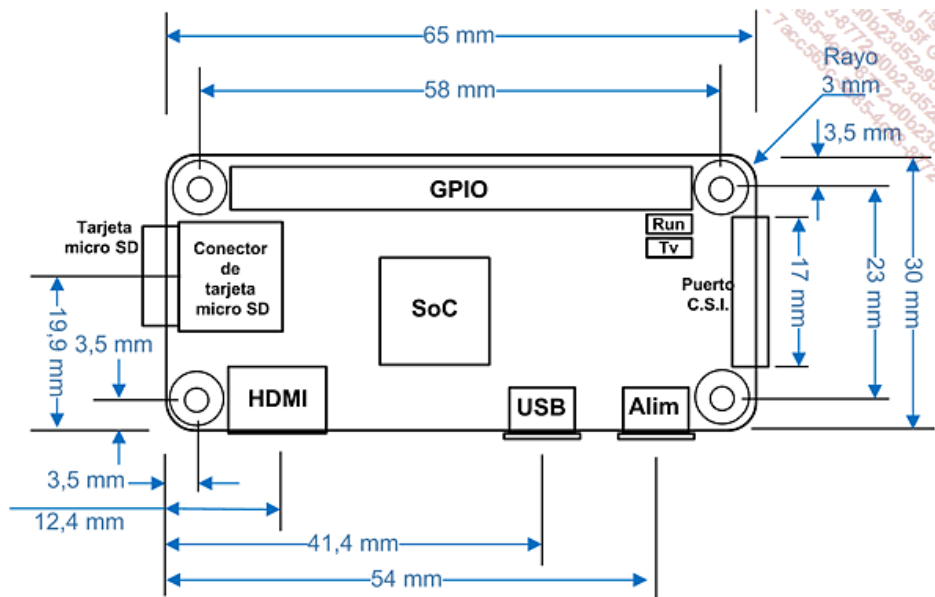 65 mm
Rayo
3 mm
58 mm
3,5 mm
GPIO
Tarjeta
micro SD
Conector
de
tarjeta
micro SD
Run
Tv
SoC
Puerto
C.S.I.
17 mm
23 mm
30 mm
19,9 mm
3,5 mm
HDMI
USB
Alim
3,5 mm
12,4 mm
41,4 mm
54 mm